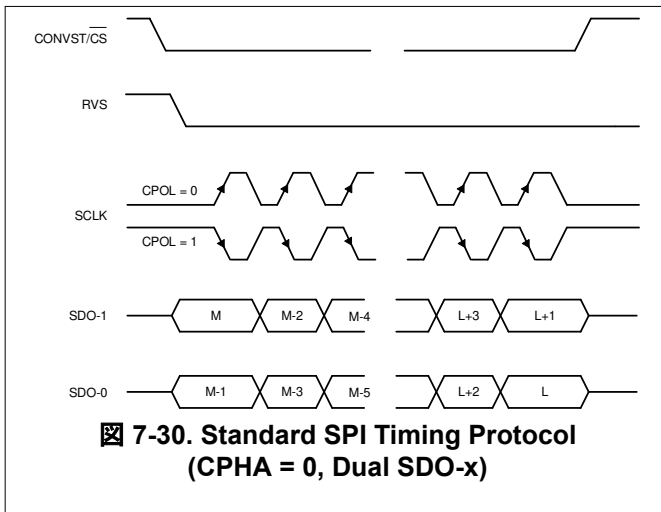 CONVST/CS
RVS
CPOL = 0
SCLK
CPOL = 1
SDO-1 M M-2 M-4 L+3 L+1
SDO-0 M-1 M-3 M-5 L+2 L
図 7-30. Standard SPI Timing Protocol
(CPHA = 0, Dual SDO-x)